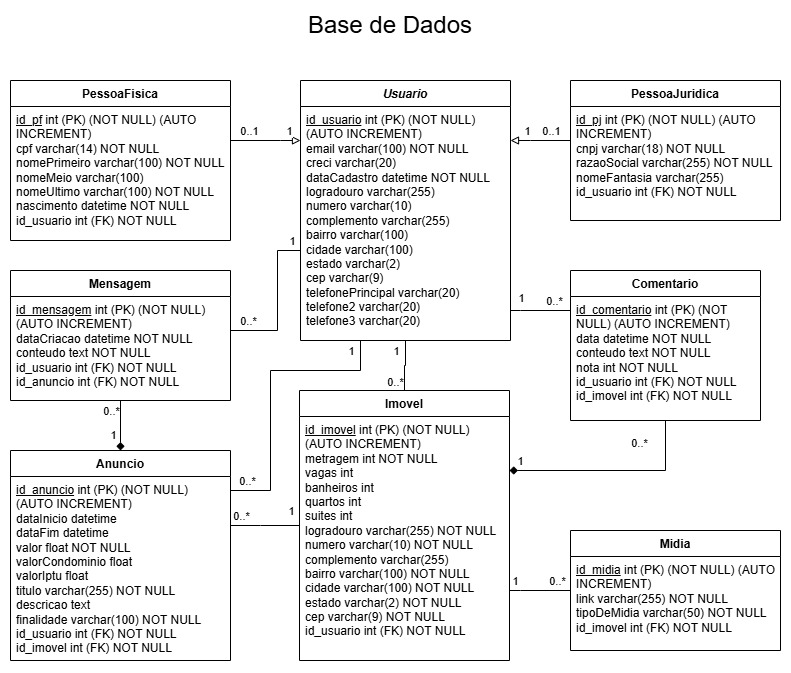 Base de Dados
PessoaFisica
id_pf int (PK) (NOT NULL) (AUTO
INCREMENT)
cpf varchar(14) NOT NULL
nomePrimeiro varchar(100) NOT NULL
nomeMeio varchar(100)
nomeUltimo varchar(100) NOT NULL
nascimento datetime NOT NULL
id_usuario int (FK) NOT NULL
0..1
1
Usuario
id_usuario int (PK) (NOT NULL)
(AUTO INCREMENT)
email varchar(100) NOT NULL
creci varchar(20)
dataCadastro datetime NOT NULL
logradouro varchar(255)
numero varchar(10)
complemento varchar(255)
bairro varchar(100)
cidade varchar(100)
estado varchar(2)
cep varchar(9)
telefonePrincipal varchar(20)
telefone2 varchar(20)
telefone3 varchar(20)
1
0..1
PessoaJuridica
id_pj int (PK) (NOT NULL) (AUTO
INCREMENT)
cnpj varchar(18) NOT NULL
razaoSocial varchar(255) NOT NULL
nomeFantasia varchar(255)
id_usuario int (FK) NOT NULL
1
0..*
Mensagem
id_mensagem int (PK) (NOT NULL)
(AUTO INCREMENT)
dataCriacao datetime NOT NULL
conteudo text NOT NULL
id_usuario int (FK) NOT NULL
id_anuncio int (FK) NOT NULL
1
0..*
Comentario
id_comentario int (PK) (NOT
NULL) (AUTO INCREMENT)
data datetime NOT NULL
conteudo text NOT NULL
nota int NOT NULL
id_usuario int (FK) NOT NULL
id_imovel int (FK) NOT NULL
0..*
1
1
0..*
1
0..*
Anuncio
id_anuncio int (PK) (NOT NULL)
(AUTO INCREMENT)
dataInicio datetime
dataFim datetime
valor float NOT NULL
valorCondominio float
valorIptu float
titulo varchar(255) NOT NULL
descricao text
finalidade varchar(100) NOT NULL
id_usuario int (FK) NOT NULL
id_imovel int (FK) NOT NULL
0..*
1
Imovel
id_imovel int (PK) (NOT NULL)
(AUTO INCREMENT)
metragem int NOT NULL
vagas int
banheiros int
quartos int
suites int
logradouro varchar(255) NOT NULL
numero varchar(10) NOT NULL
complemento varchar(255)
bairro varchar(100) NOT NULL
cidade varchar(100) NOT NULL
estado varchar(2) NOT NULL
cep varchar(9) NOT NULL
id_usuario int (FK) NOT NULL
0..*
1
1
0..*
Midia
id_midia int (PK) (NOT NULL) (AUTO
INCREMENT)
link varchar(255) NOT NULL
tipoDeMidia varchar(50) NOT NULL
id_imovel int (FK) NOT NULL